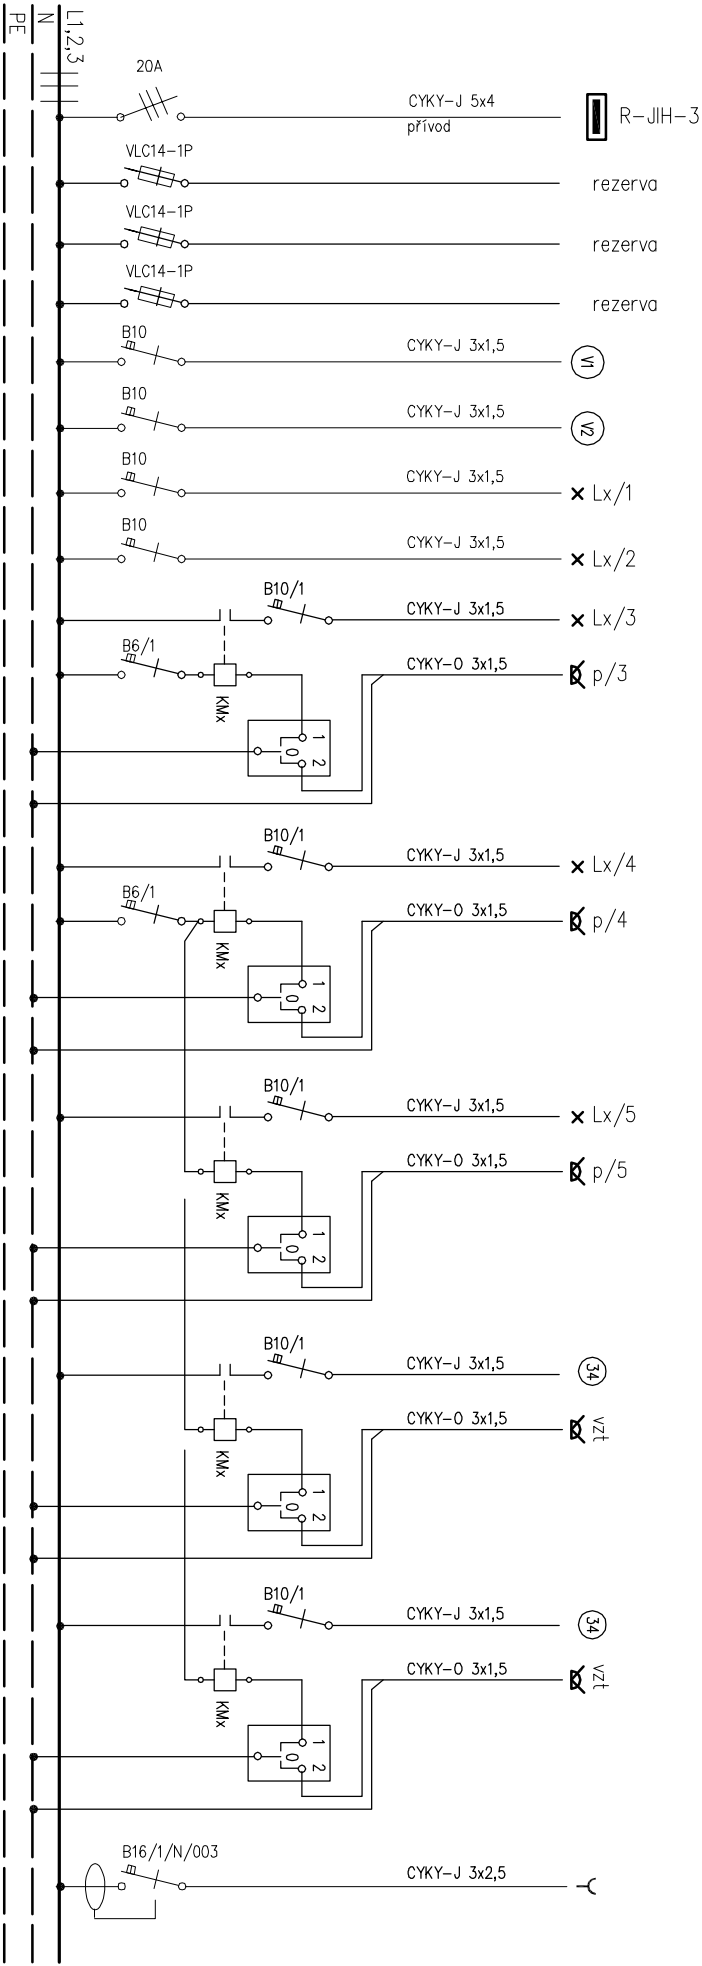 L1,2,3
N
PE
20A
CYKY-J 5x4
přívod
R-JIH-3
VLC14-1P
rezerva
VLC14-1P
rezerva
VLC14-1P
rezerva
B10
CYKY-J 3x1,5
V1
B10
CYKY-J 3x1,5
V2
B10
CYKY-J 3x1,5
Lx/1
B10
CYKY-J 3x1,5
Lx/2
B10/1
CYKY-J 3x1,5
Lx/3
B6/1
CYKY-O 3x1,5
p/3
KMx
1
0
2
B10/1
CYKY-J 3x1,5
Lx/4
B6/1
CYKY-O 3x1,5
p/4
KMx
1
0
2
B10/1
CYKY-J 3x1,5
Lx/5
CYKY-O 3x1,5
p/5
KMx
1
0
2
B10/1
CYKY-J 3x1,5
34
CYKY-O 3x1,5
vzt
KMx
1
0
2
B10/1
CYKY-J 3x1,5
34
CYKY-O 3x1,5
vzt
KMx
1
0
2
B16/1/N/003
CYKY-J 3x2,5